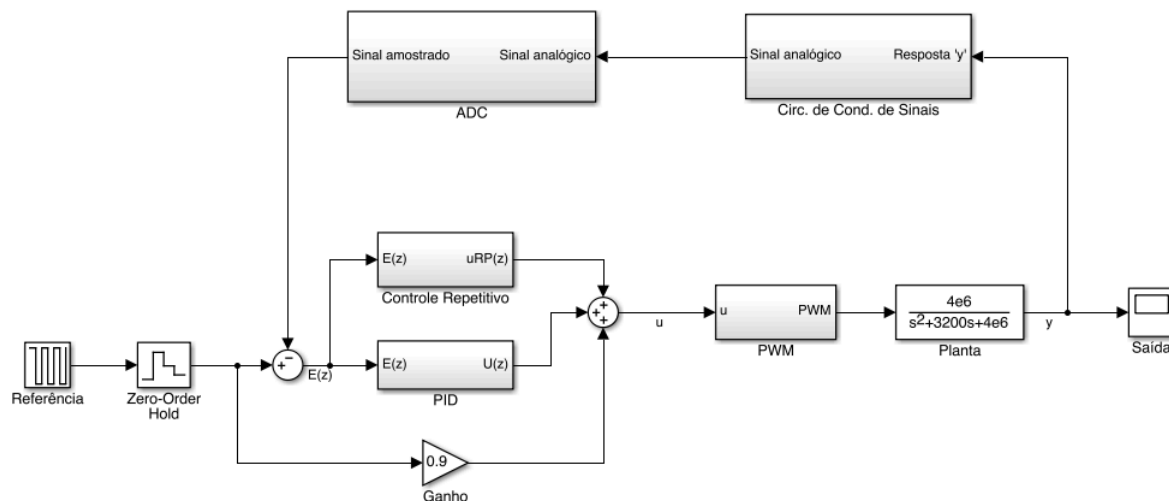 Sinal amostrado
Sinal analógico
ADC
Sinal analógico
Resposta 'y'
Circ. de Cond. de Sinais
E(z)
uRP(z)
Controle Repetitivo
u
u
PWM
PWM
4e6
s²+3200s+4e6
Planta
y
Saída
Referência
Zero-Order
Hold
E(z)
E(z)
U(z)
PID
0.9
Ganho